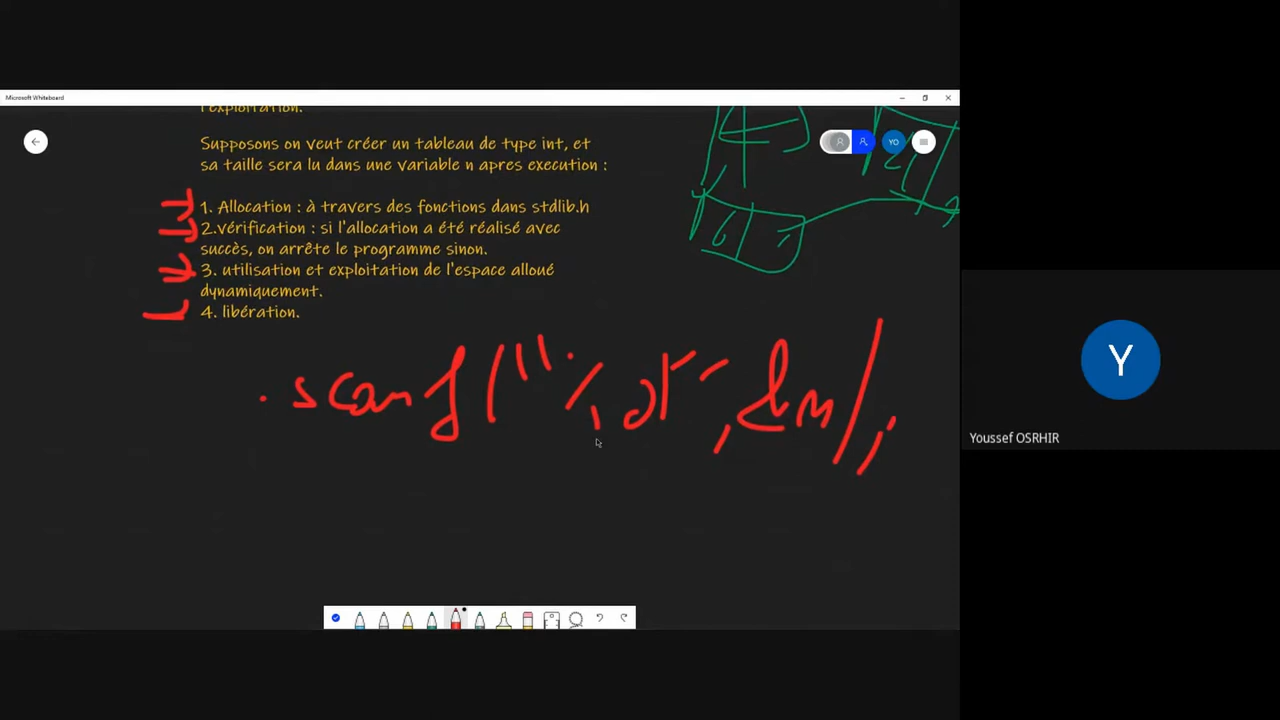 Microsoft Whiteboard
l'exploitation.
Supposons on veut créer un tableau de type int, et
sa taille sera lu dans une variable n apres execution :
1. Allocation : à travers des fonctions dans stdlib.h
2.vérification : si l'allocation a été réalisé avec
succès, on arrête le programme sinon.
3. utilisation et exploitation de l'espace alloué
dynamiquement.
4. libération.
scanf("%d", &n);
YO
Y
Youssef OSRHIR